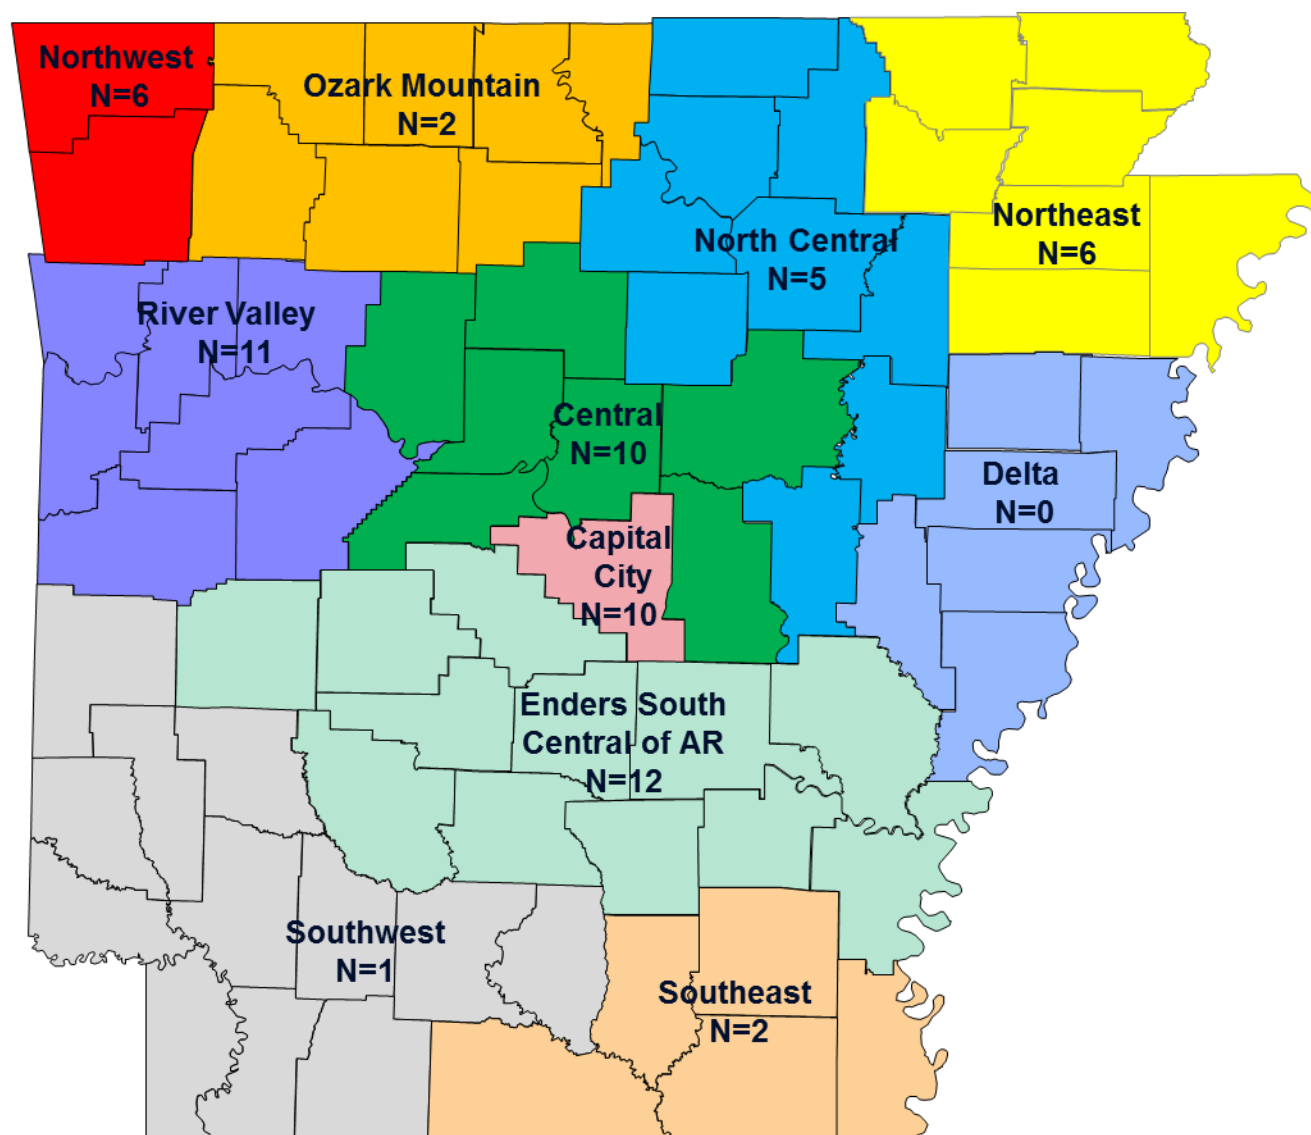 Northwest
N=6
Ozark Mountain
N=2
North Central
N=5
Northeast
N=6
River Valley
N=11
Central
N=10
Delta
N=0
Capital
City
N=10
Enders South
Central of AR
N=12
Southwest
N=1
Southeast
N=2